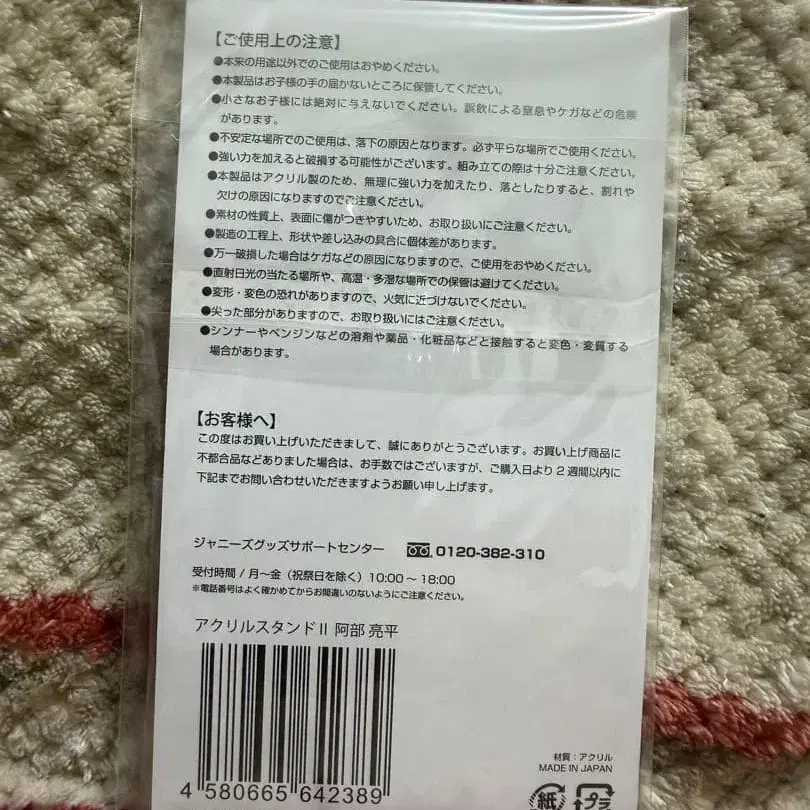 【ご使用上の注意】
●本来の用途以外でのご使用はおやめください。
●本製品はお子様の手の届かないところに保管してください。
●小さなお子様には絶対に与えないでください。誤飲による窒息やケガなどの危険
があります。
●不安定な場所でのご使用は、落下の原因となります。必ず平らな場所でご使用ください。
●強い力を加えると破損する可能性がございます。組み立ての際は十分ご注意ください。
●本製品はアクリル製のため、無理に強い力を加えたり、落としたりすると、割れや
欠けの原因になりますのでご注意ください。
●素材の性質上、表面に傷がつきやすいため、お取り扱いにご注意ください。
●製造の工程上、形状や差し込みの具合に個体差があります。
●万一破損した場合はケガなどの原因になりますので、ご使用をおやめください。
●直射日光の当たる場所や、高温・多湿な場所での保管は避けてください。
●変形・変色の恐れがありますので、火気に近づけないでください。
●尖った部分がありますので、お取り扱いにはご注意ください。
●シンナーやベンジンなどの溶剤や薬品・化粧品などと接触すると変色・変質する
場合があります。
【お客様へ】
この度はお買い上げいただきまして、誠にありがとうございます。お買い上げ商品に
不都合品などありました場合は、お手数ではございますが、ご購入日より2週間以内に
下記までお問い合わせいただきますようお願い申し上げます。
ジャニーズグッズサポートセンター 0120-382-310
受付時間 / 月〜金（祝祭日を除く）10:00〜18:00
※電話番号はよく確かめてからお間違いのないようにご注意ください。
アクリルスタンドⅡ 阿部 亮平
4 580665 642389
材質：アクリル
MADE IN JAPAN
紙 プラ